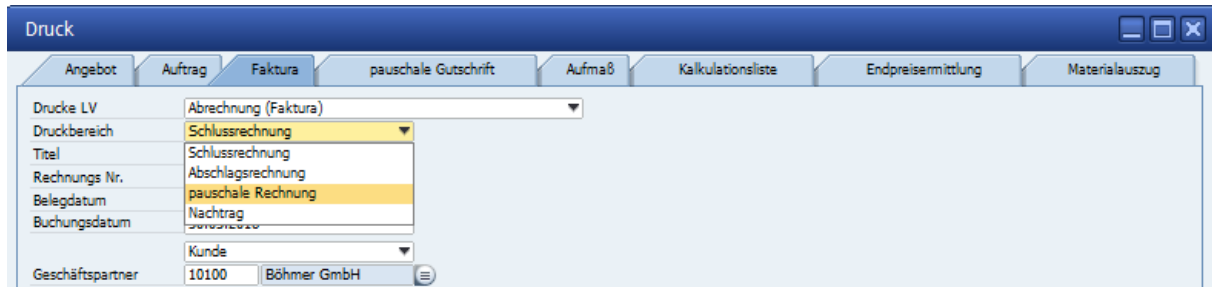 Druck
Angebot Auftrag Faktura pauschale Gutschrift Aufmaß Kalkulationsliste Endpreisermittlung Materialauszug
Drucke LV Abrechnung (Faktura)
Druckbereich Schlussrechnung
Titel Schlussrechnung
Rechnungs Nr. Abschlagsrechnung
Belegdatum pauschale Rechnung
Buchungsdatum Nachtrag
Kunde
Geschäftspartner 10100 Böhmer GmbH